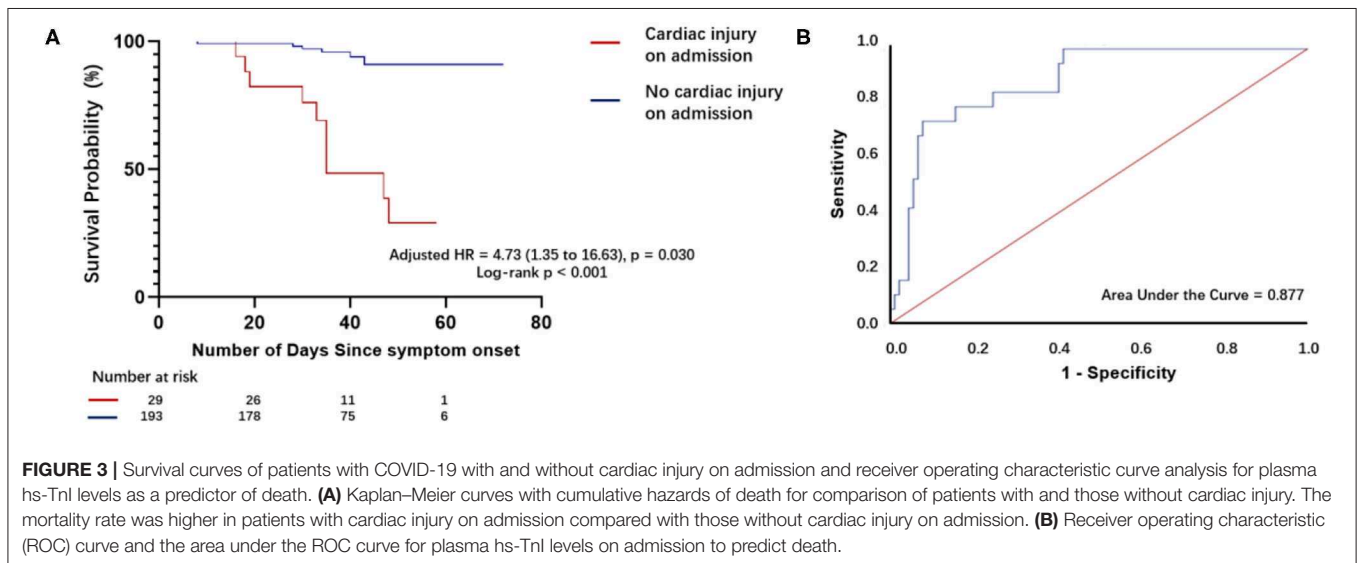 A
100
50
0
Survival Probability (%)
0 20 40 60 80
Number of Days Since symptom onset
Cardiac injury
on admission
No cardiac injury
on admission
Adjusted HR = 4.73 (1.35 to 16.63), p = 0.030
Log-rank p < 0.001
Number at risk
29 26 11 1
193 178 75 6
B
1.0
0.8
0.6
0.4
0.2
0.0
Sensitivity
Area Under the Curve = 0.877
0.0 0.2 0.4 0.6 0.8 1.0
1 - Specificity
FIGURE 3 | Survival curves of patients with COVID-19 with and without cardiac injury on admission and receiver operating characteristic curve analysis for plasma
hs-TnI levels as a predictor of death. (A) Kaplan–Meier curves with cumulative hazards of death for comparison of patients with and those without cardiac injury. The
mortality rate was higher in patients with cardiac injury on admission compared with those without cardiac injury on admission. (B) Receiver operating characteristic
(ROC) curve and the area under the ROC curve for plasma hs-TnI levels on admission to predict death.